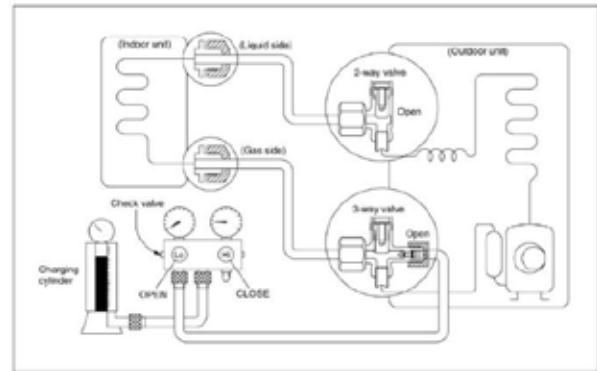 (Indoor unit)
(Liquid side)
2-way valve
(Outdoor unit)
Open
(Gas side)
3-way valve
Open
Check valve
Lo
Hi
Charging
cylinder
OPEN
CLOSE